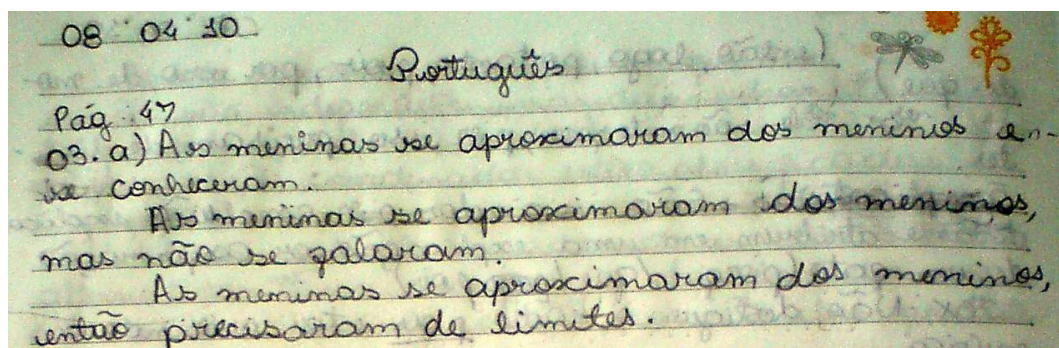 08 04 10
Português
Pág. 47
03. a) As meninas se aproximaram dos meninos e
se conheceram.
As meninas se aproximaram dos meninos,
mas não se falaram.
As meninas se aproximaram dos meninos,
então precisaram de limites.